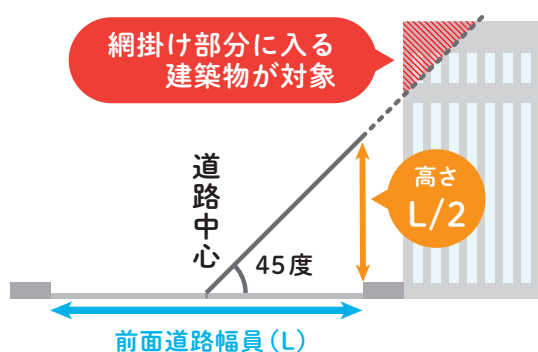 網掛け部分に入る
建築物が対象
道路中心
高さ
L/2
45度
前面道路幅員（L）